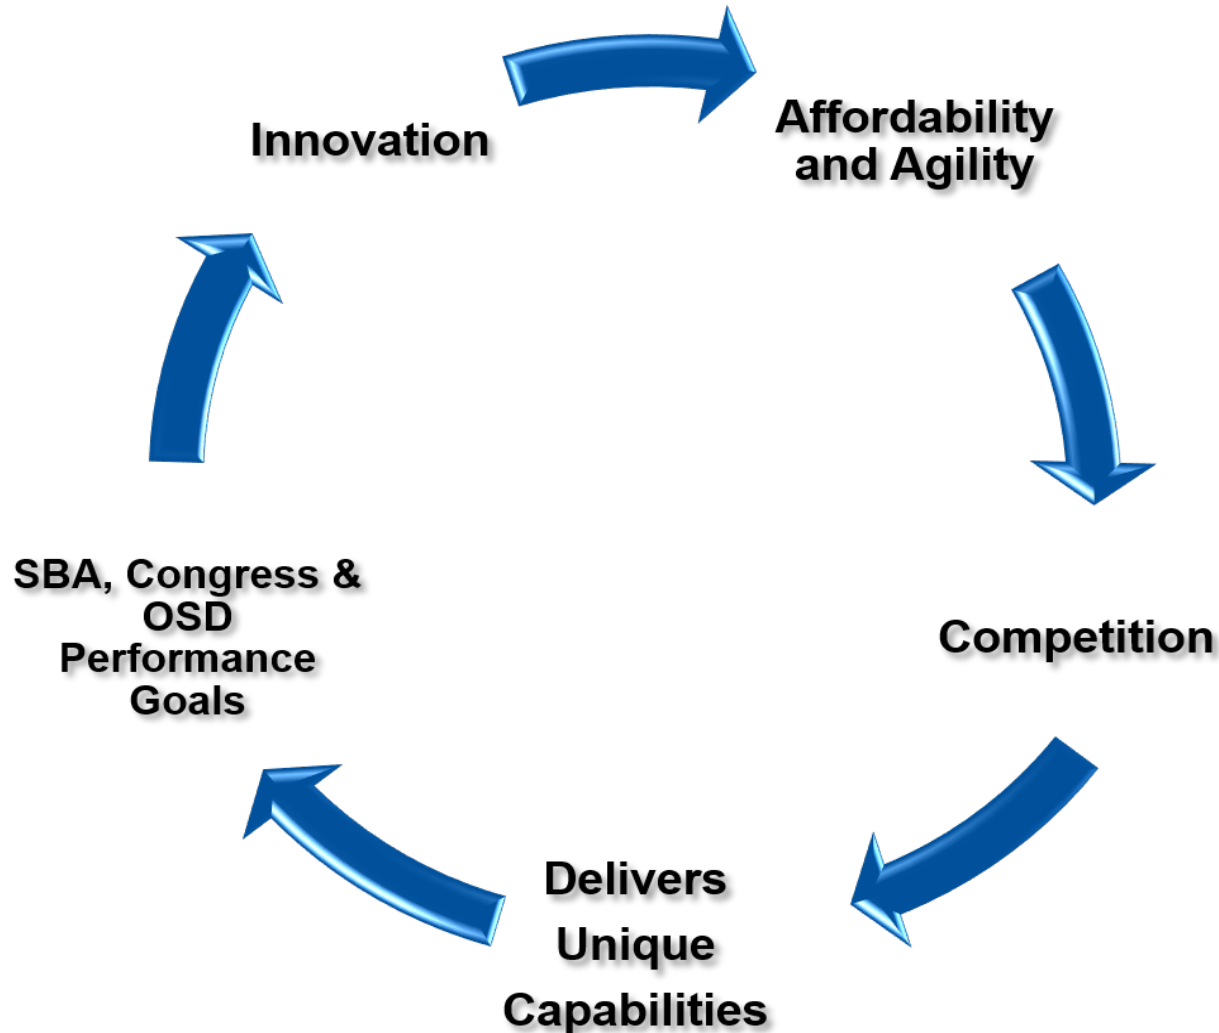 Innovation
Affordability
and Agility
Competition
Delivers
Unique
Capabilities
SBA, Congress &
OSD
Performance
Goals